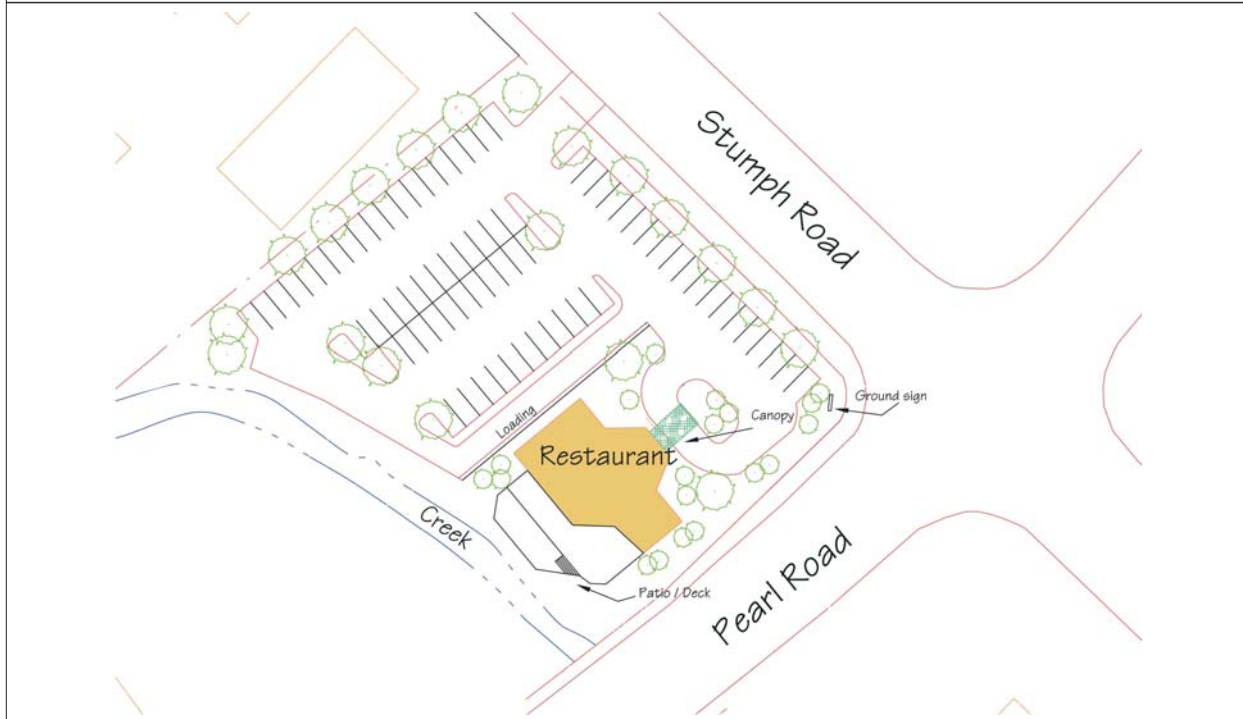 Stumph Road
Ground sign
Loading
Canopy
Restaurant
Creek
Patio / Deck
Pearl Road